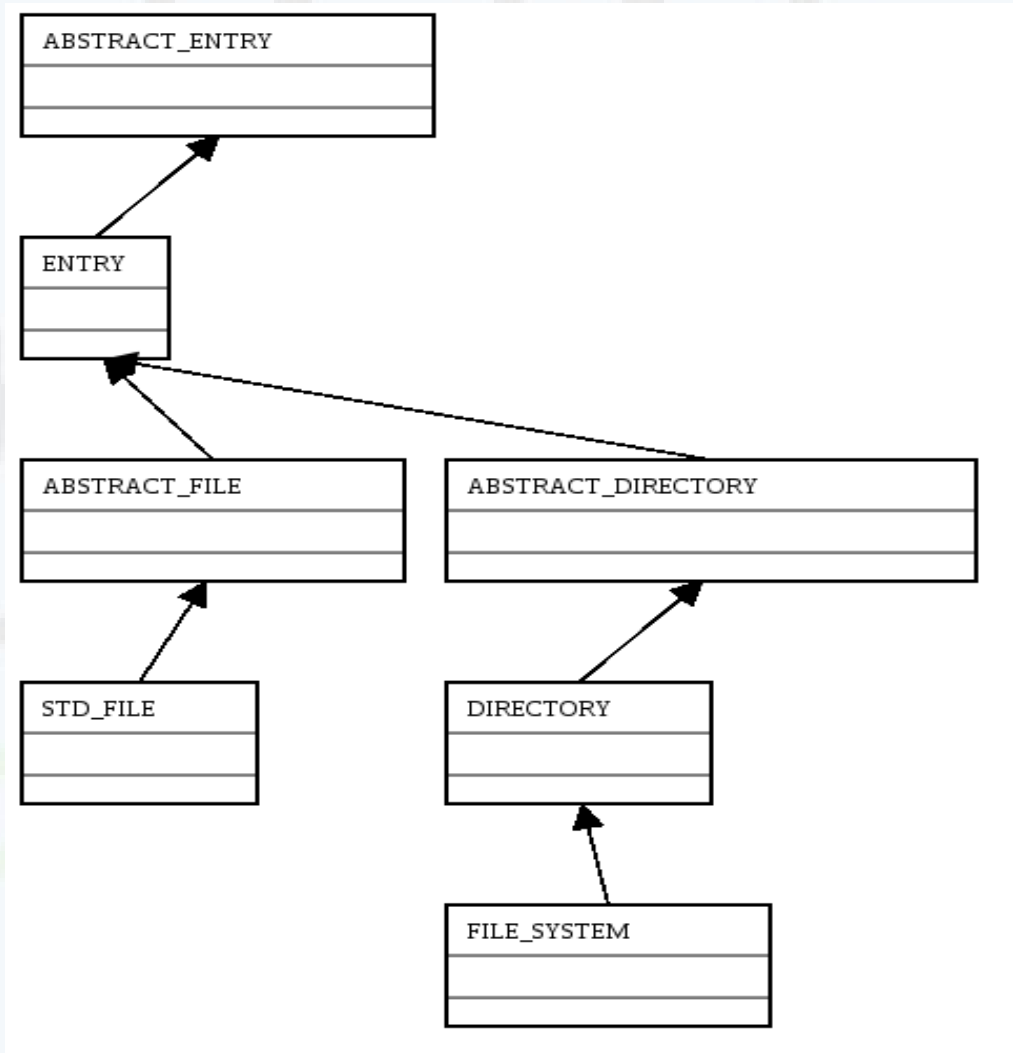 ABSTRACT_ENTRY
ENTRY
ABSTRACT_FILE
ABSTRACT_DIRECTORY
STD_FILE
DIRECTORY
FILE_SYSTEM